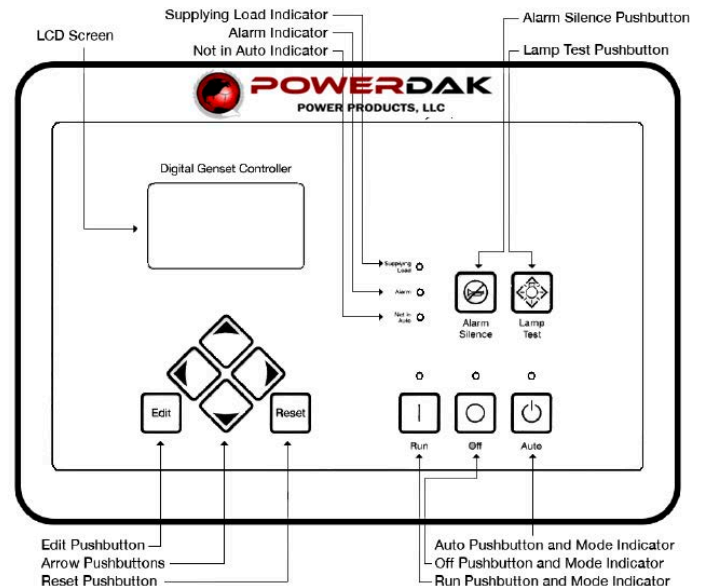 Supplying Load Indicator
Alarm Silence Pushbutton
LCD Screen
Alarm Indicator
Not in Auto Indicator
Lamp Test Pushbutton
POWERDAK
POWER PRODUCTS, LLC
Digital Genset Controller
Supplying
Load
Alarm
Not in
Auto
Alarm
Silence
Lamp
Test
Edit
Reset
Run
Off
Auto
Edit Pushbutton
Arrow Pushbuttons
Reset Pushbutton
Auto Pushbutton and Mode Indicator
Off Pushbutton and Mode Indicator
Run Pushbutton and Mode Indicator